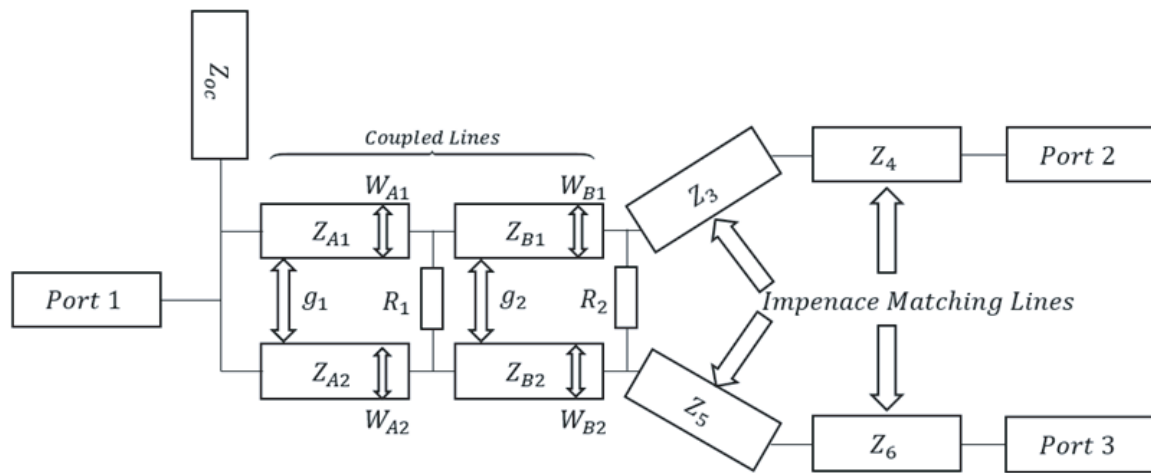 Z_oc
Coupled Lines
W_A1 W_B1
Z_A1 Z_B1
Z_3
Z_4
Port 2
Port 1
g_1 R_1 g_2 R_2
Impenace Matching Lines
Z_A2 Z_B2
W_A2 W_B2
Z_5
Z_6
Port 3